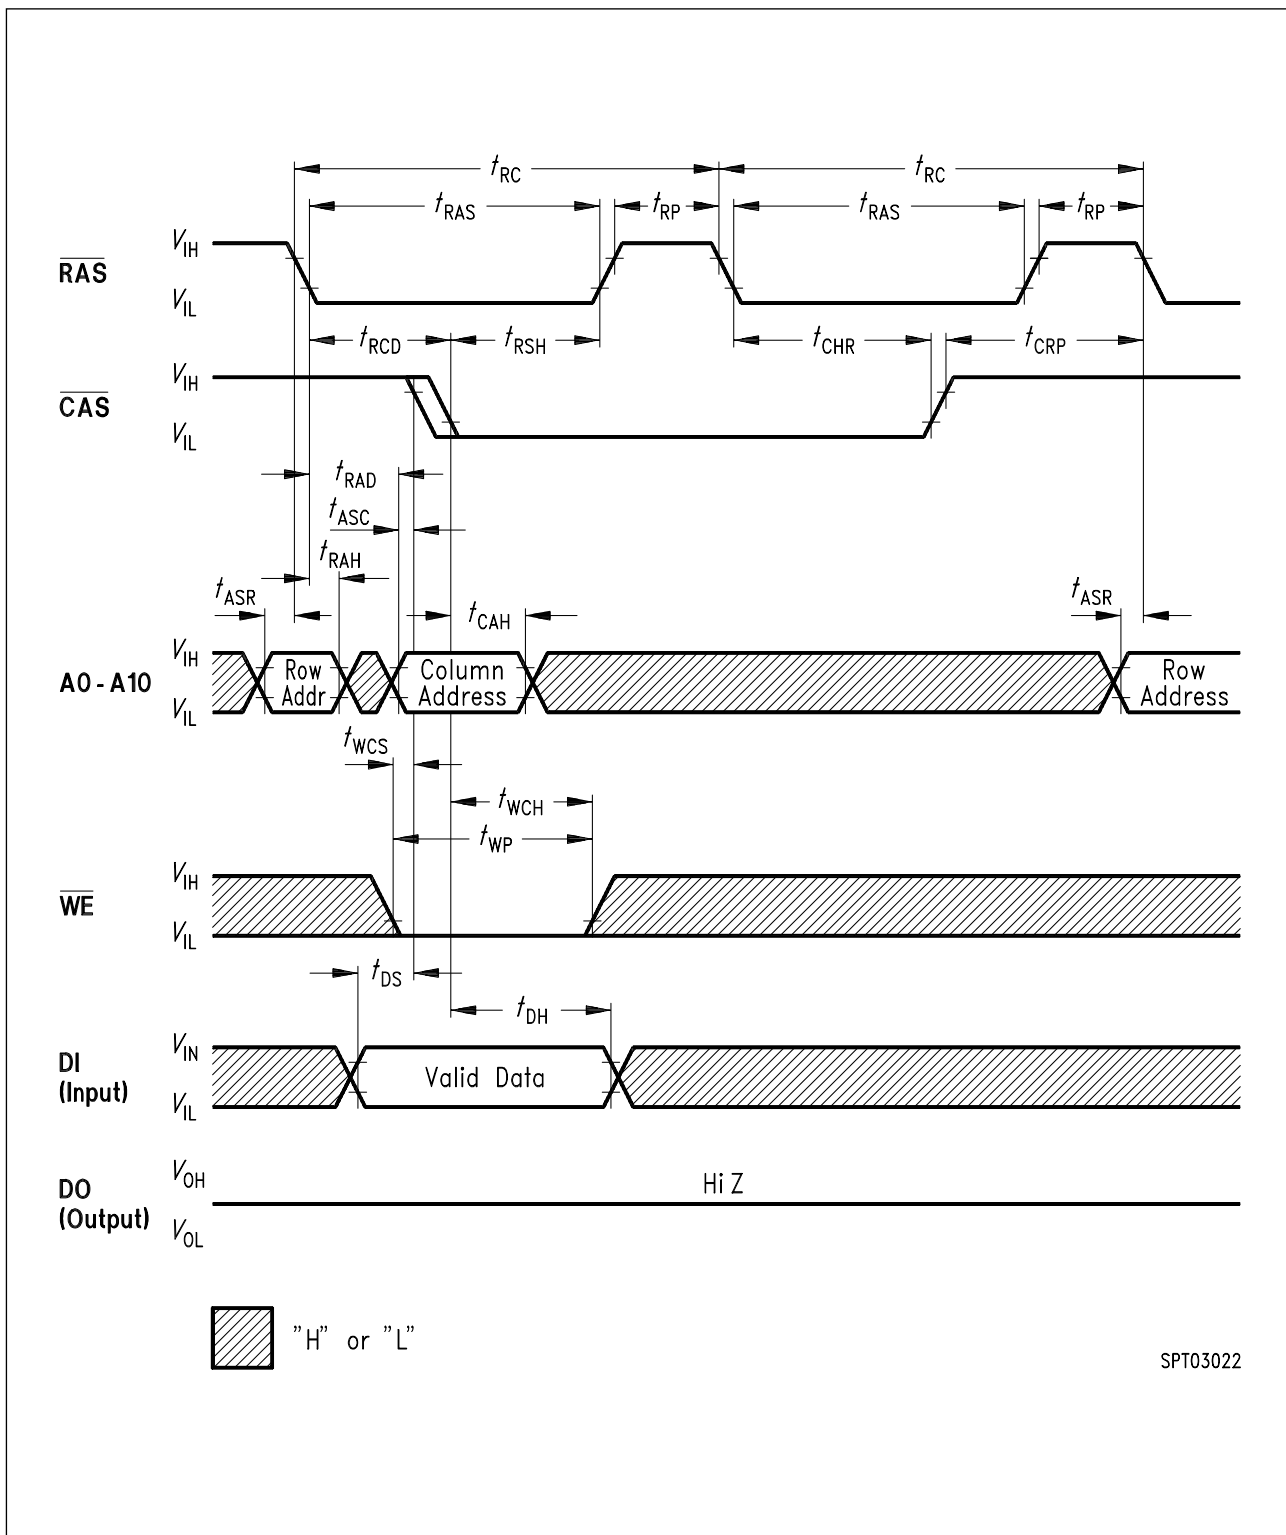 tRC tRC
tRAS tRP tRAS tRP
VIH
RAS
VIL
tRCD tRSH tCHR tCRP
VIH
CAS
VIL
tRAD
tASC
tRAH
tASR tCAH tASR
VIH
A0 - A10 Row Addr Column Address Row Address
VIL
tWCS
tWCH
tWP
VIH
WE
VIL
tDS
tDH
VIN
DI
(Input) Valid Data
VIL
VOH Hi Z
DO
(Output)
VOL
"H" or "L"
SPT03022